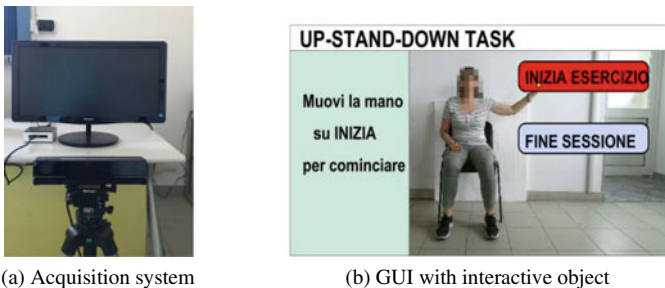 UP-STAND-DOWN TASK
Muovi la mano
su INIZIA
per cominciare
INIZIA ESERCIZIO
FINE SESSIONE
(a) Acquisition system
(b) GUI with interactive object